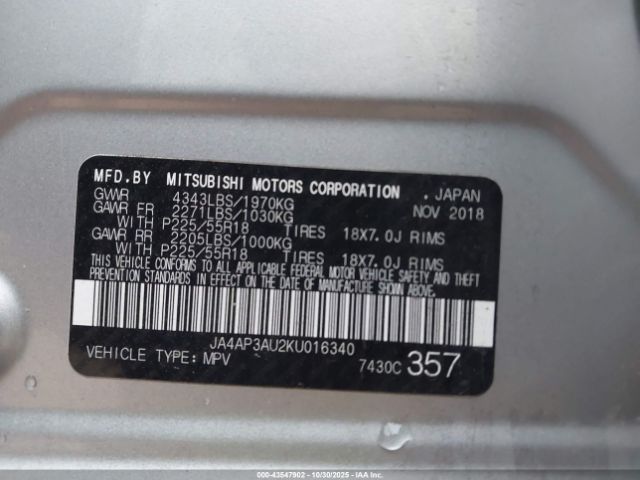 MFD.BY MITSUBISHI MOTORS CORPORATION . JAPAN
GVWR 4343LBS/1970KG NOV 2018
GAWR FR 2271LBS/1030KG
WITH P225/55R18 TIRES 18X7.0J RIMS
GAWR RR 2205LBS/1000KG
WITH P225/55R18 TIRES 18X7.0J RIMS
THIS VEHICLE CONFORMS TO ALL APPLICABLE FEDERAL MOTOR VEHICLE SAFETY AND THEFT
PREVENTION STANDARDS IN EFFECT ON THE DATE OF MANUFACTURE SHOWN ABOVE.
JA4AP3AU2KU016340
VEHICLE TYPE: MPV 7430C 357
000-43547902 - 10/30/2025 - IAAI.com